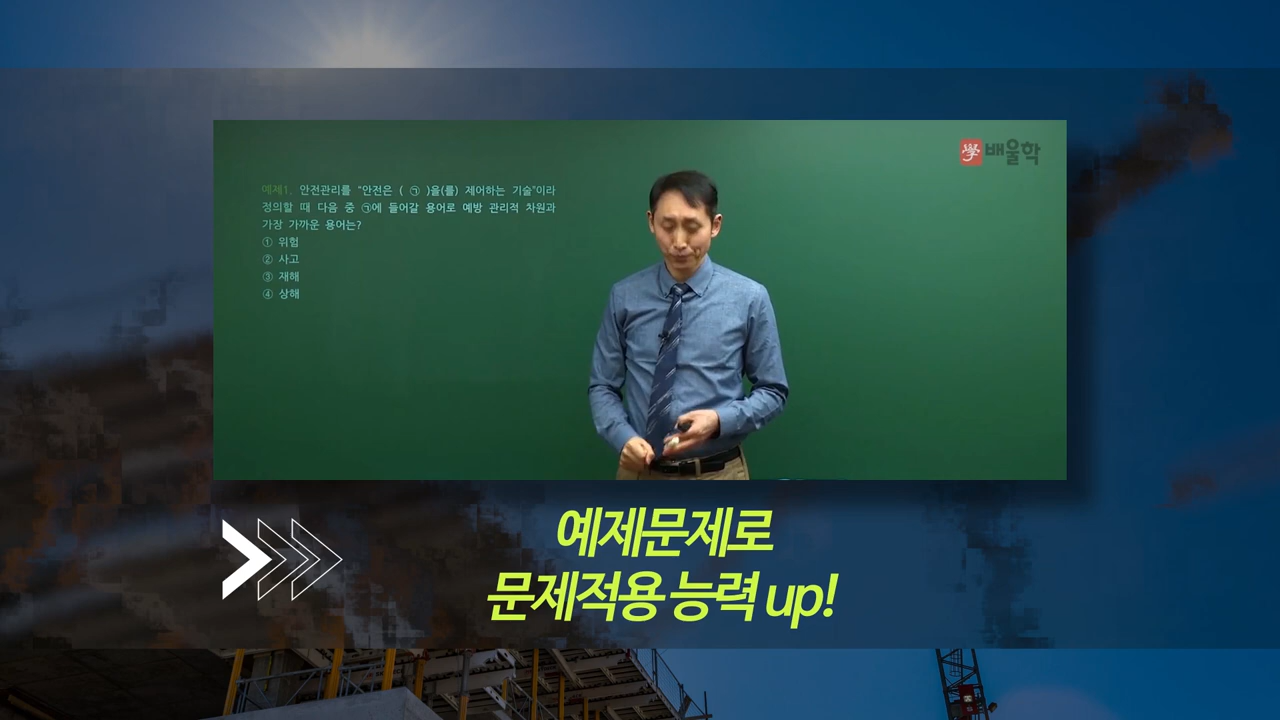 學 배울학
예제1. 안전관리를 "안전은 ( ㉠ )을(를) 제어하는 기술"이라
정의할 때 다음 중 ㉠에 들어갈 용어로 예방 관리적 차원과
가장 가까운 용어는?
① 위험
② 사고
③ 재해
④ 상해
예제문제로
문제적용 능력 up!